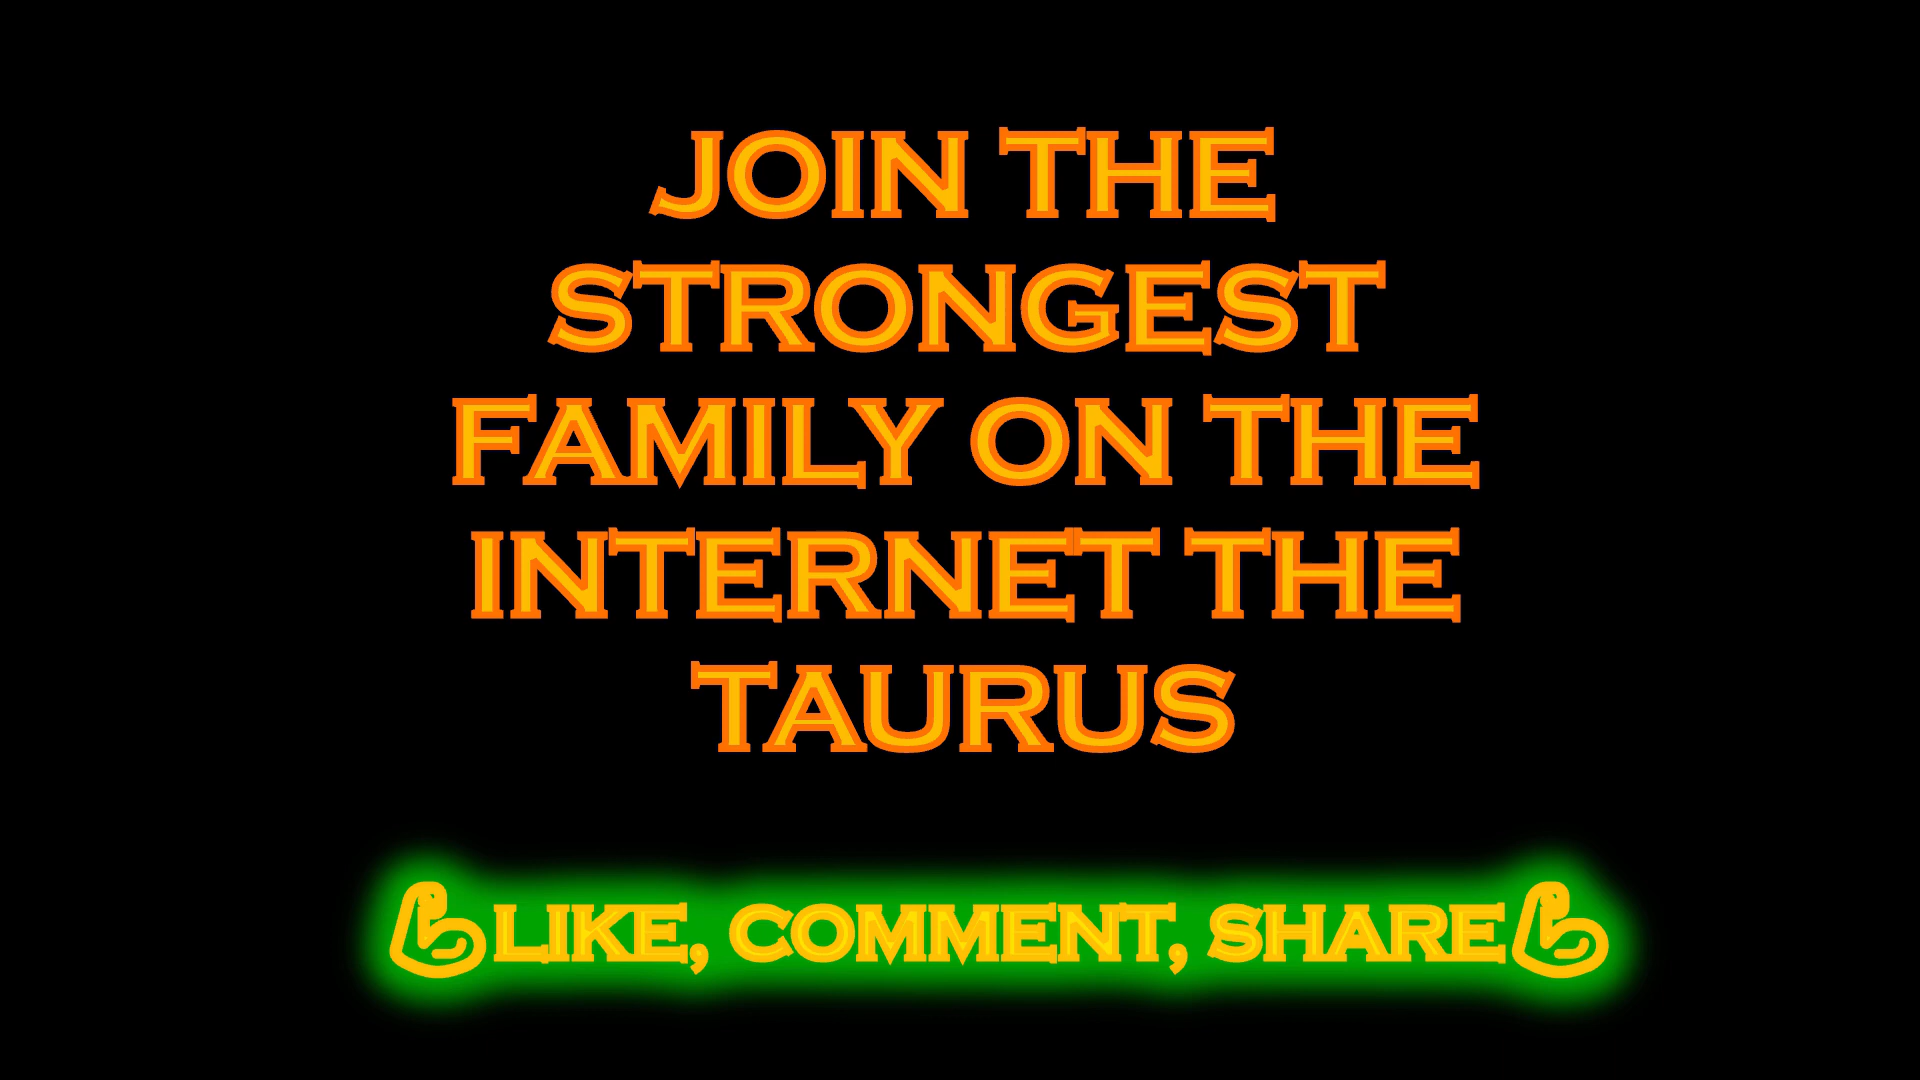 JOIN THE
STRONGEST
FAMILY ON THE
INTERNET THE
TAURUS
💪LIKE, COMMENT, SHARE💪